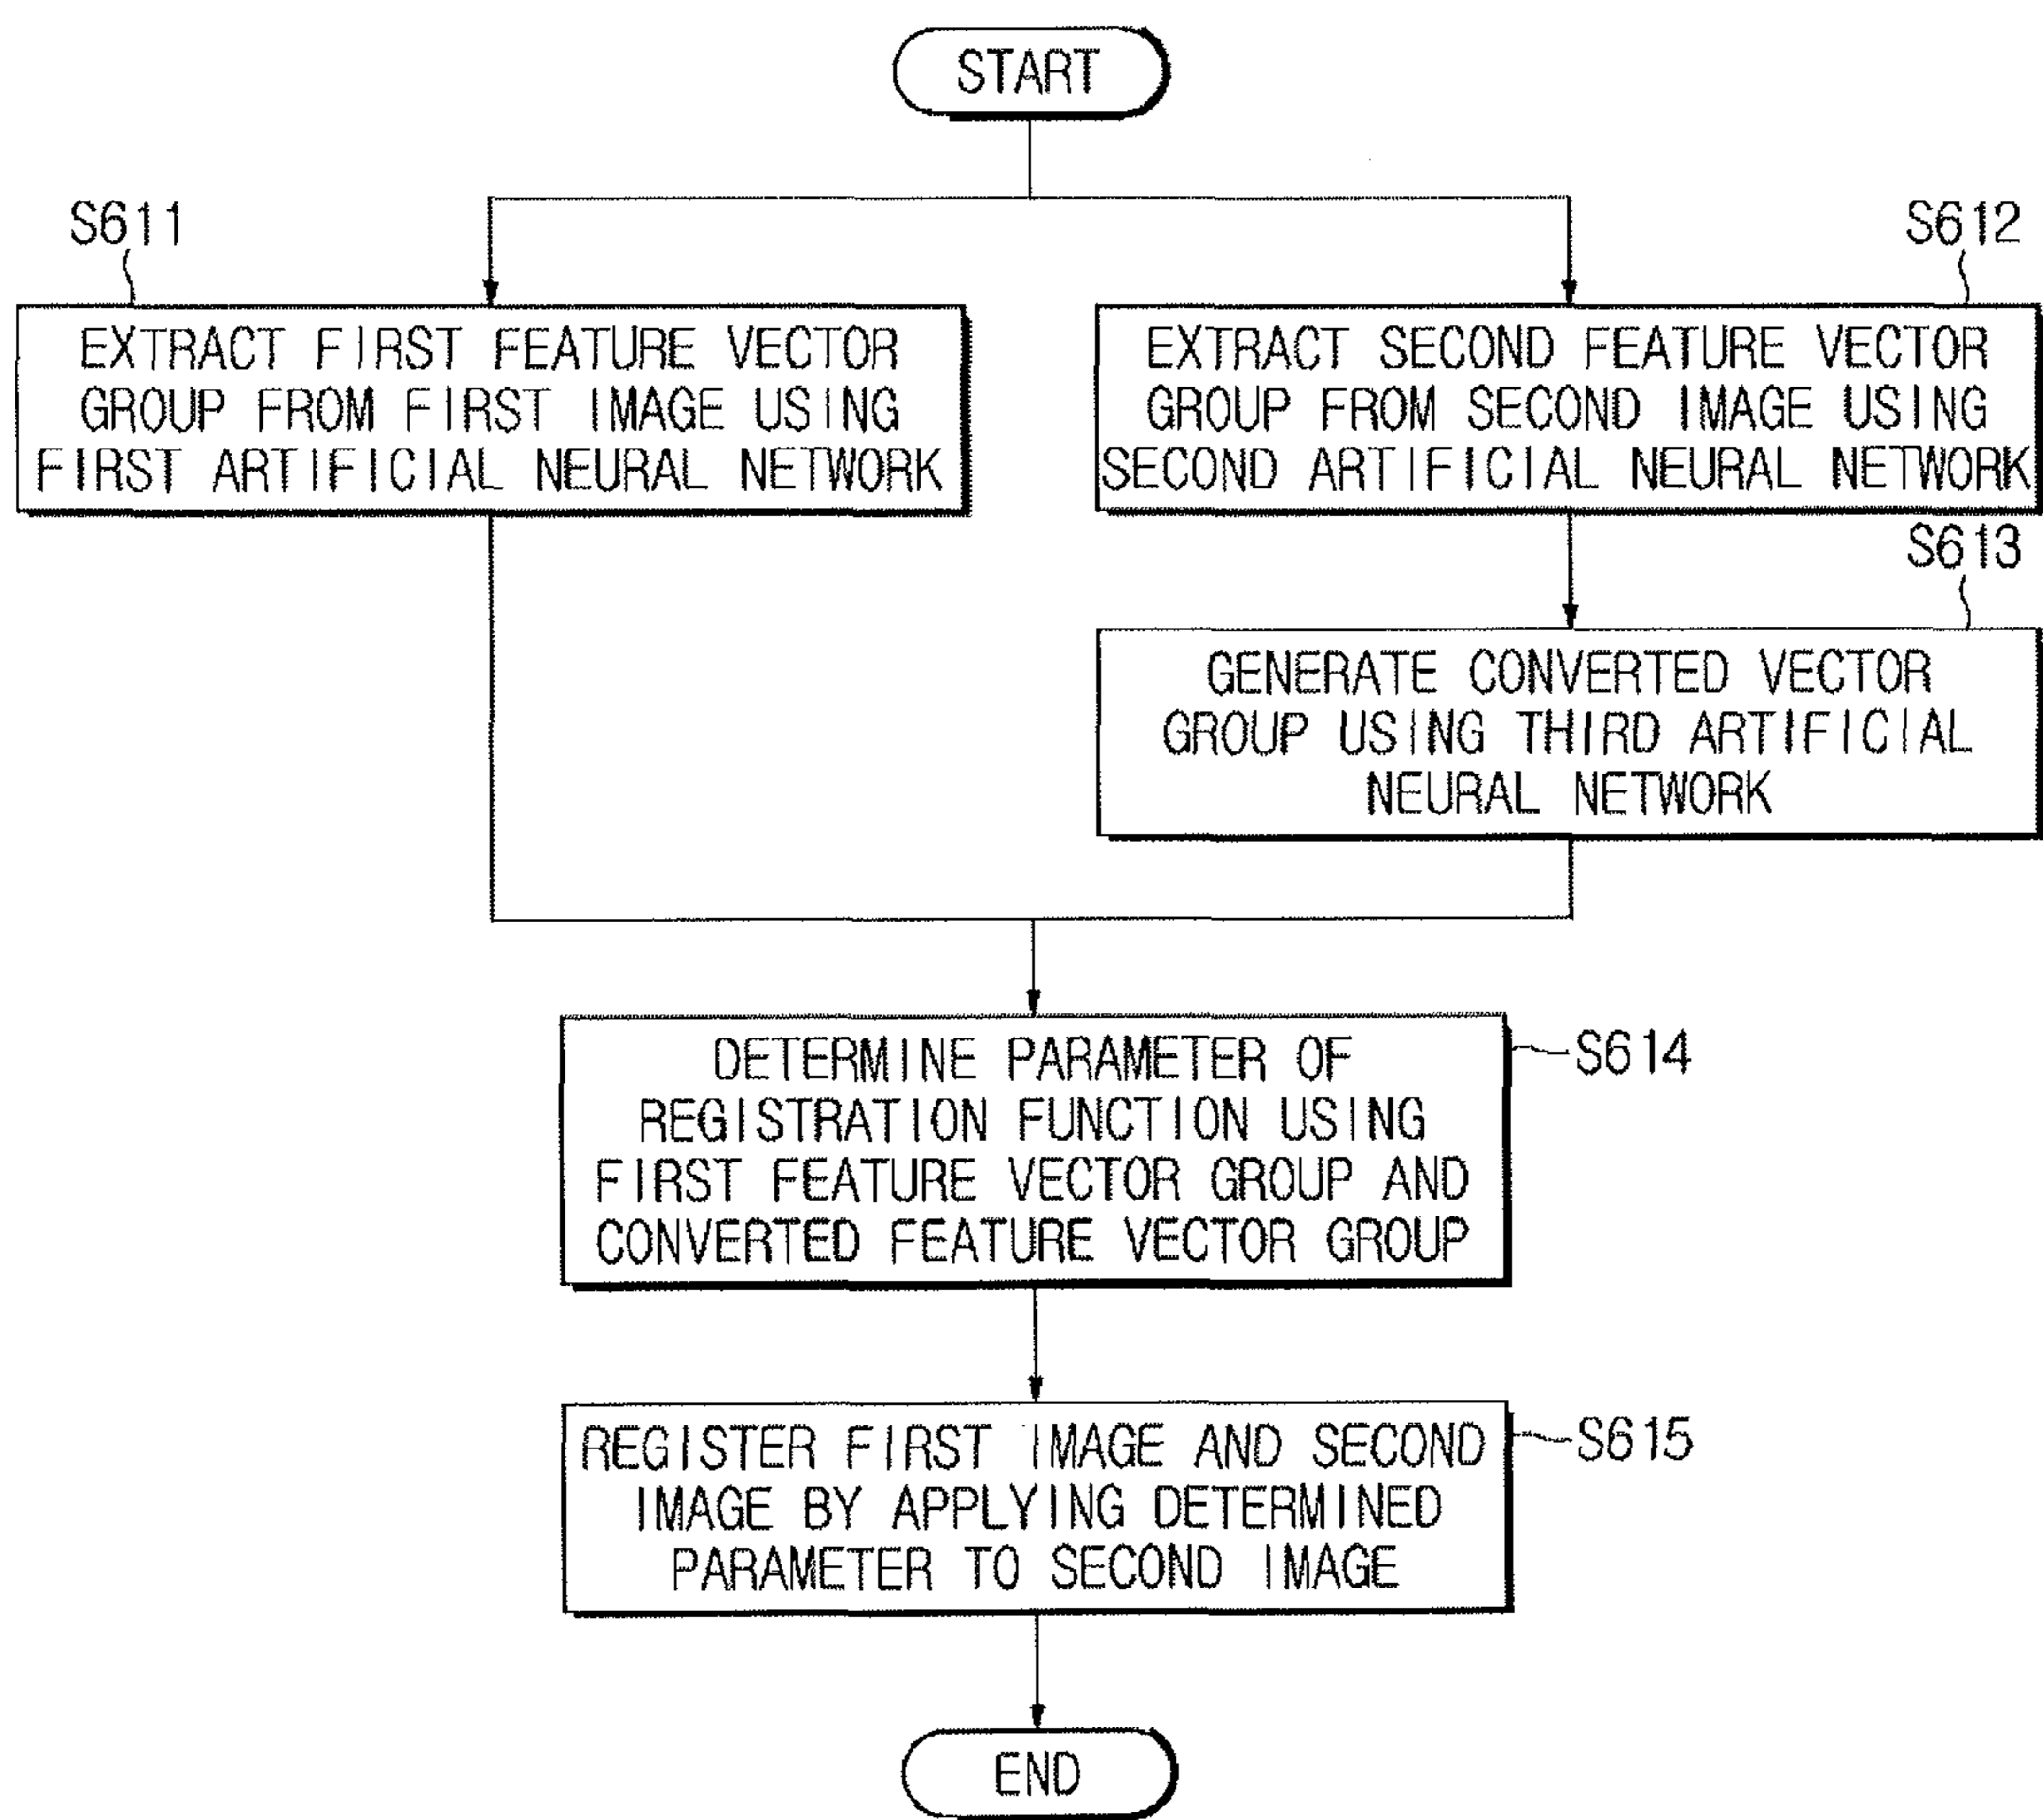 START
S611
EXTRACT FIRST FEATURE VECTOR
GROUP FROM FIRST IMAGE USING
FIRST ARTIFICIAL NEURAL NETWORK
S612
EXTRACT SECOND FEATURE VECTOR
GROUP FROM SECOND IMAGE USING
SECOND ARTIFICIAL NEURAL NETWORK
S613
GENERATE CONVERTED VECTOR
GROUP USING THIRD ARTIFICIAL
NEURAL NETWORK
DETERMINE PARAMETER OF
REGISTRATION FUNCTION USING
FIRST FEATURE VECTOR GROUP AND
CONVERTED FEATURE VECTOR GROUP
S614
REGISTER FIRST IMAGE AND SECOND
IMAGE BY APPLYING DETERMINED
PARAMETER TO SECOND IMAGE
S615
END